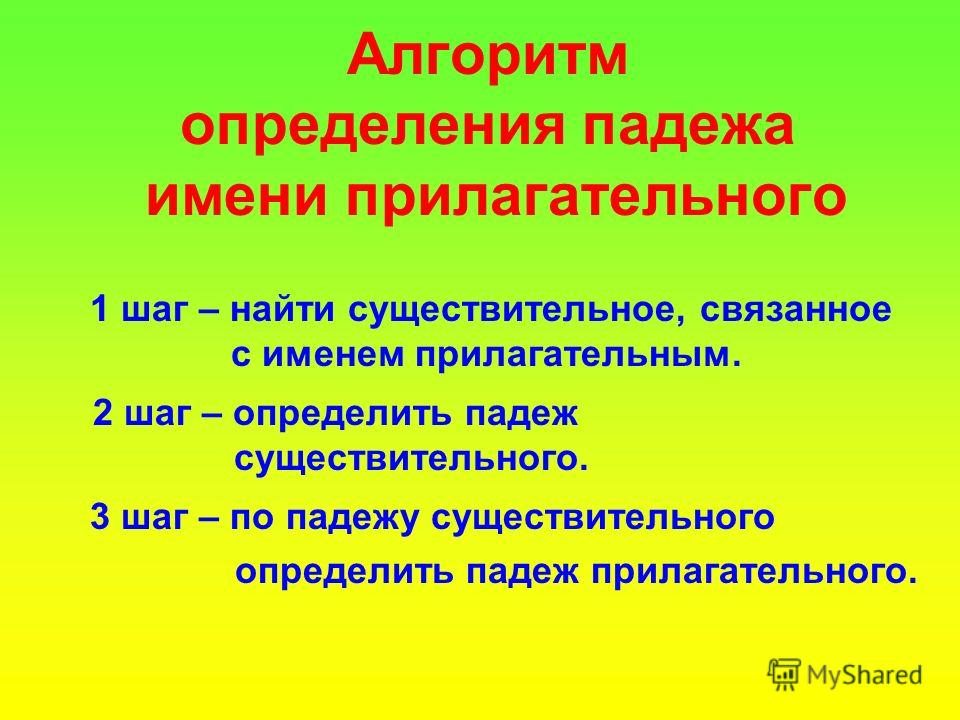 Алгоритм
определения падежа
имени прилагательного
1 шаг – найти существительное, связанное
с именем прилагательным.
2 шаг – определить падеж
существительного.
3 шаг – по падежу существительного
определить падеж прилагательного.
MyShared